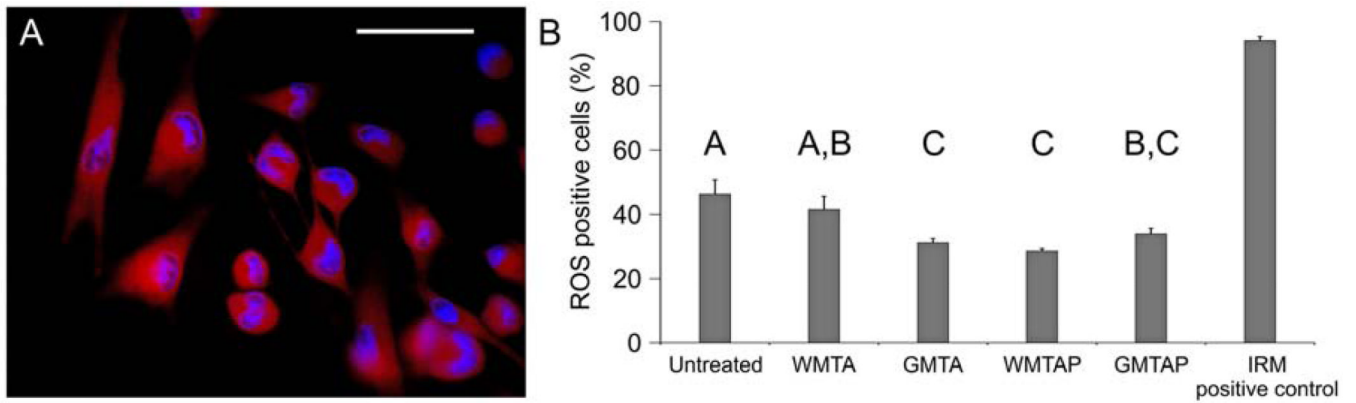 A
B
ROS positive cells (%)
100
80
60
40
20
0
A
A,B
C
C
B,C
Untreated
WMTA
GMTA
WMTAP
GMTAP
IRM
positive control